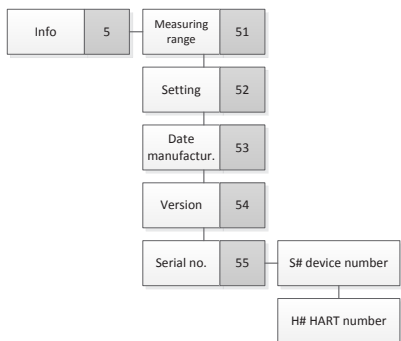 Info 5
Measuring
range 51
Setting 52
Date
manufactur. 53
Version 54
Serial no. 55
S# device number
H# HART number